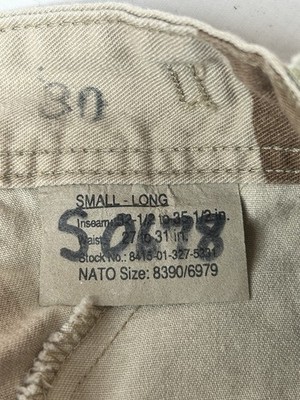 30
SMALL - LONG
Inseam: 32-1/2 to 35-1/2 in.
Waist: 27 to 31 in.
Stock No.: 8415-01-327-5331
NATO Size: 8390/6979